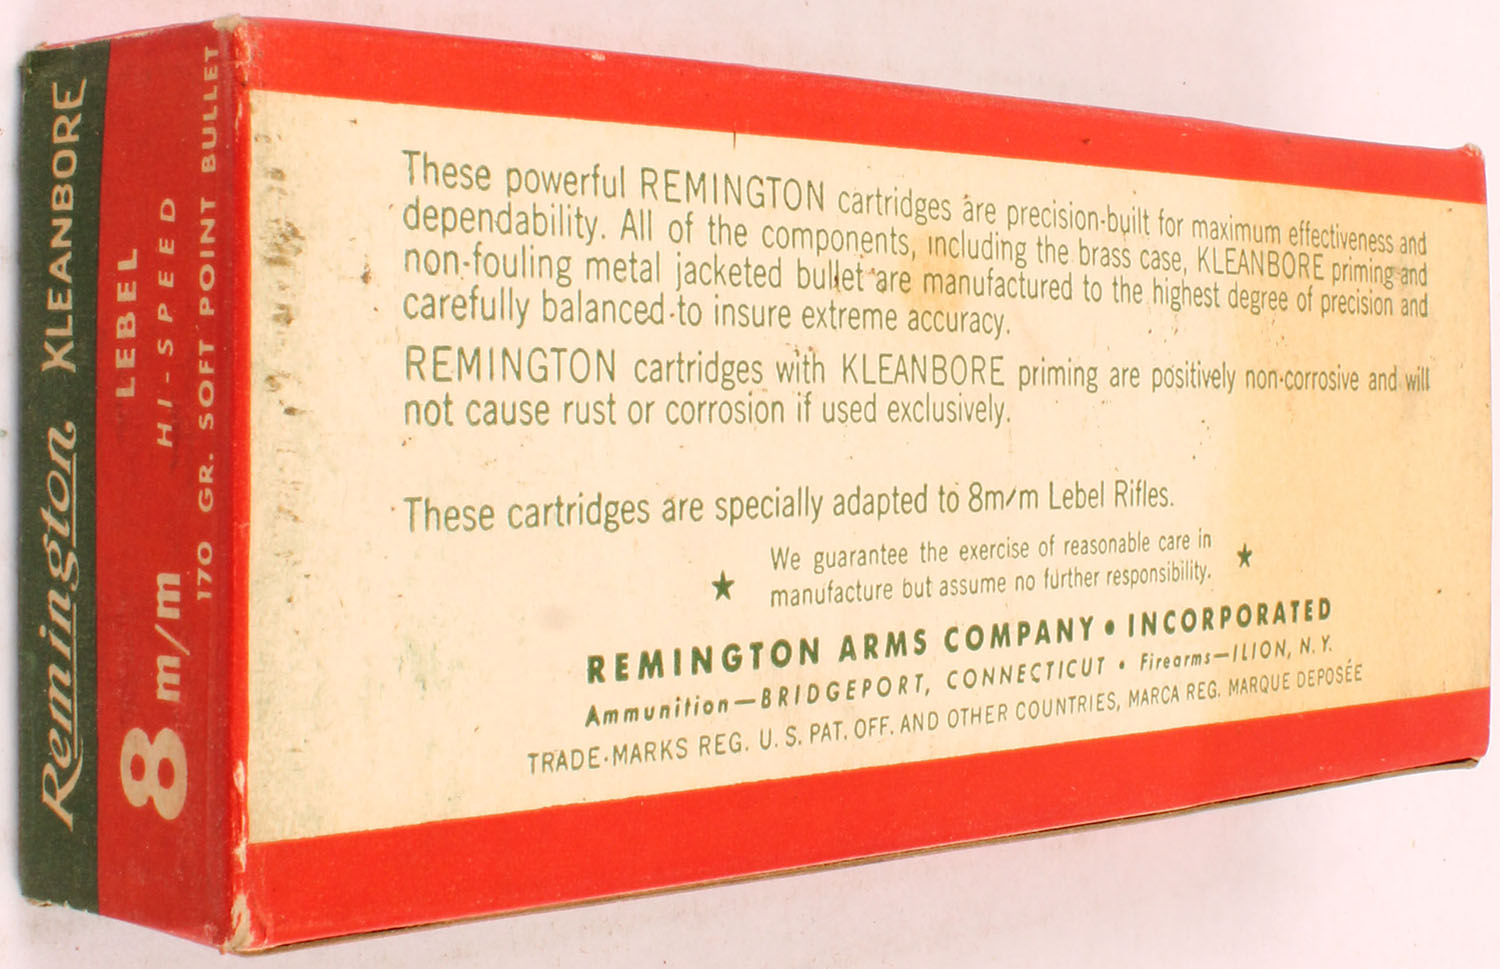 Remington KLEANBORE
8 m/m LEBEL
HI-SPEED
170 GR. SOFT POINT BULLET
These powerful REMINGTON cartridges are precision-built for maximum effectiveness and
dependability. All of the components, including the brass case, KLEANBORE priming and
non-fouling metal jacketed bullet are manufactured to the highest degree of precision and
carefully balanced to insure extreme accuracy.
REMINGTON cartridges with KLEANBORE priming are positively non-corrosive and will
not cause rust or corrosion if used exclusively.
These cartridges are specially adapted to 8m/m Lebel Rifles.
★ We guarantee the exercise of reasonable care in ★
manufacture but assume no further responsibility.
REMINGTON ARMS COMPANY • INCORPORATED
Ammunition—BRIDGEPORT, CONNECTICUT • Firearms—ILION, N. Y.
TRADE-MARKS REG. U. S. PAT. OFF. AND OTHER COUNTRIES, MARCA REG. MARQUE DEPOSÉE